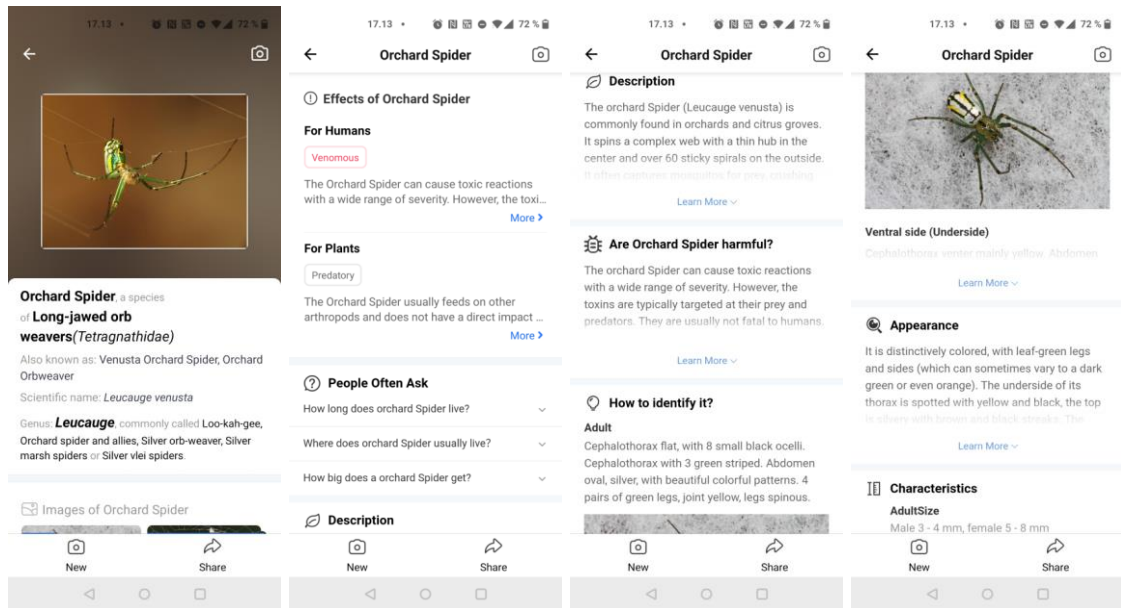 17.13 • 72 %
Orchard Spider, a species
of Long-jawed orb
weavers(Tetragnathidae)
Also known as: Venusta Orchard Spider, Orchard
Orbweaver
Scientific name: Leucauge venusta
Genus: Leucauge, commonly called Loo-kah-gee,
Orchard spider and allies, Silver orb-weaver, Silver
marsh spiders or Silver vlei spiders.
Images of Orchard Spider
New Share
17.13 • 72 %
Orchard Spider
Effects of Orchard Spider
For Humans
Venomous
The Orchard Spider can cause toxic reactions
with a wide range of severity. However, the toxi...
More
For Plants
Predatory
The Orchard Spider usually feeds on other
arthropods and does not have a direct impact ...
More
People Often Ask
How long does orchard Spider live?
Where does orchard Spider usually live?
How big does a orchard Spider get?
Description
New Share
17.13 • 72 %
Orchard Spider
Description
The orchard Spider (Leucauge venusta) is
commonly found in orchards and citrus groves.
It spins a complex web with a thin hub in the
center and over 60 sticky spirals on the outside.
It often captures mosquitos for prey, crushing
Learn More
Are Orchard Spider harmful?
The orchard Spider can cause toxic reactions
with a wide range of severity. However, the
toxins are typically targeted at their prey and
predators. They are usually not fatal to humans.
Learn More
How to identify it?
Adult
Cephalothorax flat, with 8 small black ocelli.
Cephalothorax with 3 green striped. Abdomen
oval, silver, with beautiful colorful patterns. 4
pairs of green legs, joint yellow, legs spinous.
New Share
17.13 • 72 %
Orchard Spider
Ventral side (Underside)
Cephalothorax venter mainly yellow. Abdomen
Learn More
Appearance
It is distinctively colored, with leaf-green legs
and sides (which can sometimes vary to a dark
green or even orange). The underside of its
thorax is spotted with yellow and black, the top
is silvery with brown and black streaks. The
Learn More
Characteristics
AdultSize
Male 3 - 4 mm, female 5 - 8 mm
New Share